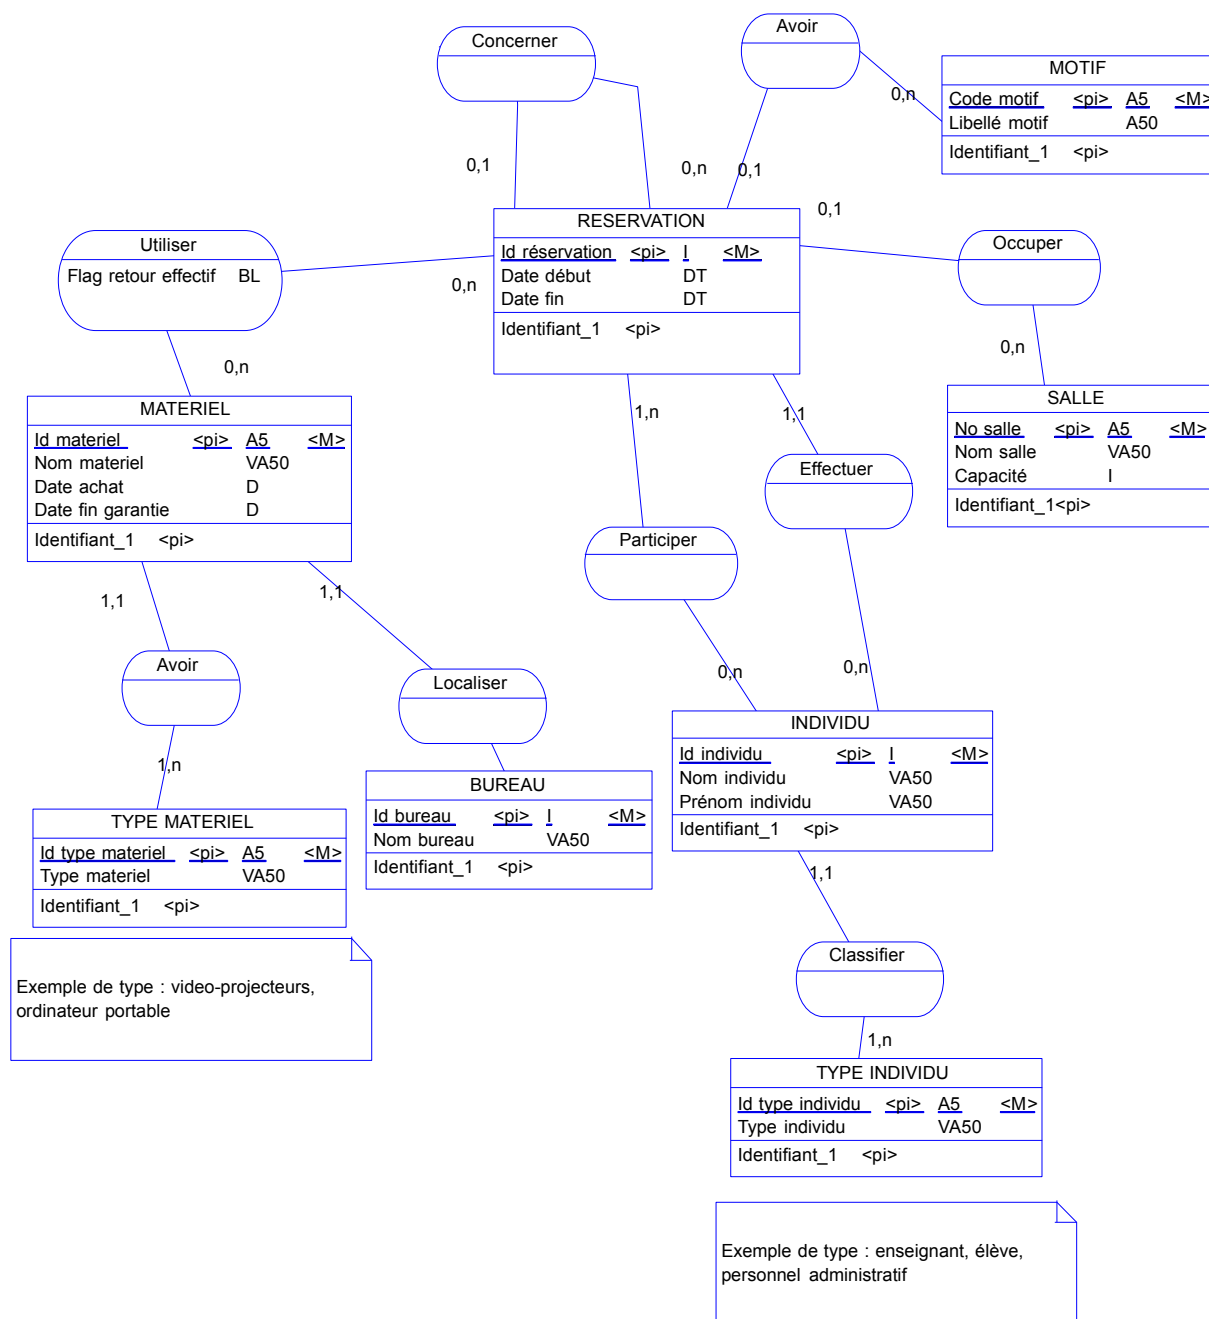 Concerner
Avoir
MOTIF
Code motif <pi> A5 <M>
Libellé motif A50
Identifiant_1 <pi>
0,n
0,1
0,n
0,1
0,1
Utiliser
Flag retour effectif BL
0,n
RESERVATION
Id réservation <pi> I <M>
Date début DT
Date fin DT
Identifiant_1 <pi>
Occuper
0,n
0,n
MATERIEL
Id materiel <pi> A5 <M>
Nom materiel VA50
Date achat D
Date fin garantie D
Identifiant_1 <pi>
1,n
1,1
SALLE
No salle <pi> A5 <M>
Nom salle VA50
Capacité I
Identifiant_1<pi>
Effectuer
Participer
1,1
1,1
Avoir
Localiser
0,n
0,n
1,n
INDIVIDU
Id individu <pi> I <M>
Nom individu VA50
Prénom individu VA50
Identifiant_1 <pi>
BUREAU
Id bureau <pi> I <M>
Nom bureau VA50
Identifiant_1 <pi>
TYPE MATERIEL
Id type materiel <pi> A5 <M>
Type materiel VA50
Identifiant_1 <pi>
1,1
Exemple de type : video-projecteurs,
ordinateur portable
Classifier
1,n
TYPE INDIVIDU
Id type individu <pi> A5 <M>
Type individu VA50
Identifiant_1 <pi>
Exemple de type : enseignant, élève,
personnel administratif